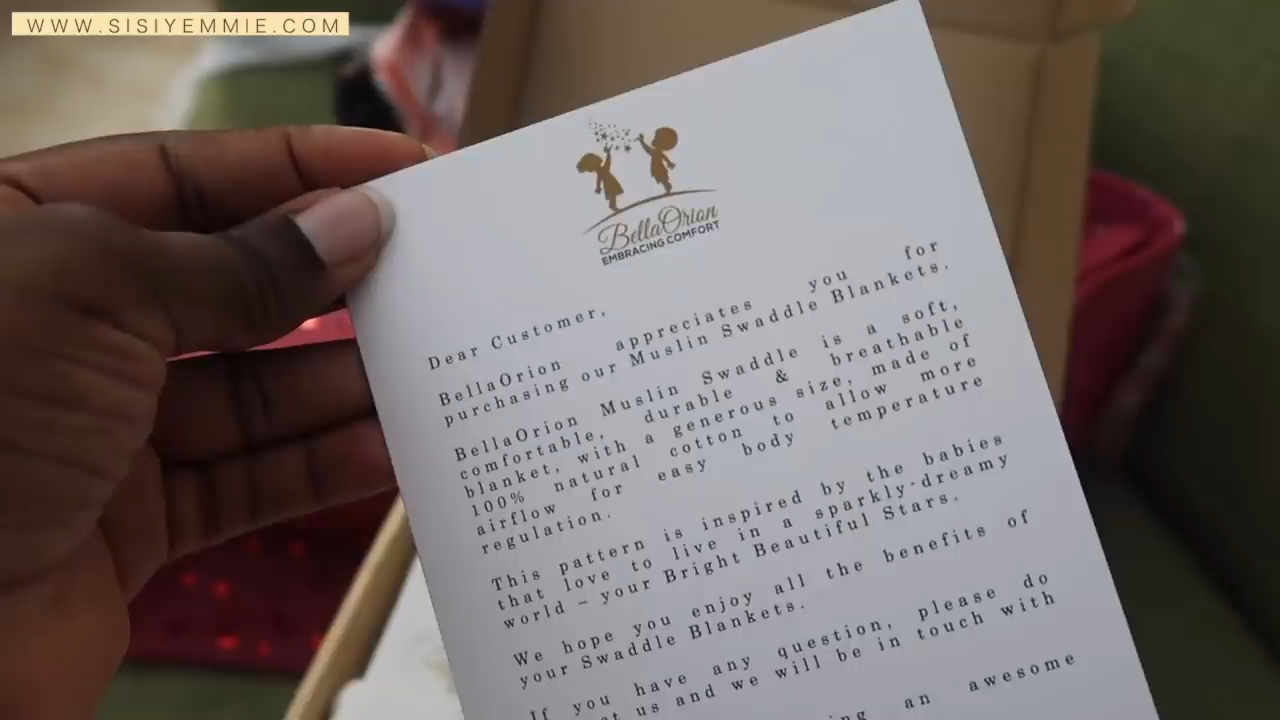 WWW.SISIYEMMIE.COM
BellaOrion
EMBRACING COMFORT
Dear Customer,
BellaOrion appreciates you for
purchasing our Muslin Swaddle Blankets.
BellaOrion Muslin Swaddle is a soft,
comfortable, durable & breathable
blanket, with a generous size, made of
100% natural cotton to allow more
airflow for easy body temperature
regulation.
This pattern is inspired by the babies
that love to live in a sparkly-dreamy
world – your Bright Beautiful Stars.
We hope you enjoy all the benefits of
your Swaddle Blankets.
If you have any question, please do
us and we will be in touch with
an awesome